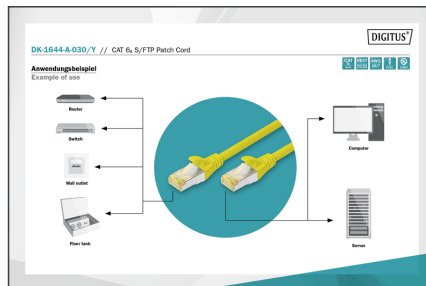 DIGITUS®
DK-1644-A-030/Y // CAT 6A S/FTP Patch Cord
Anwendungsbeispiel
Example of use
Router
Switch
Wall outlet
Floor tank
Computer
Server